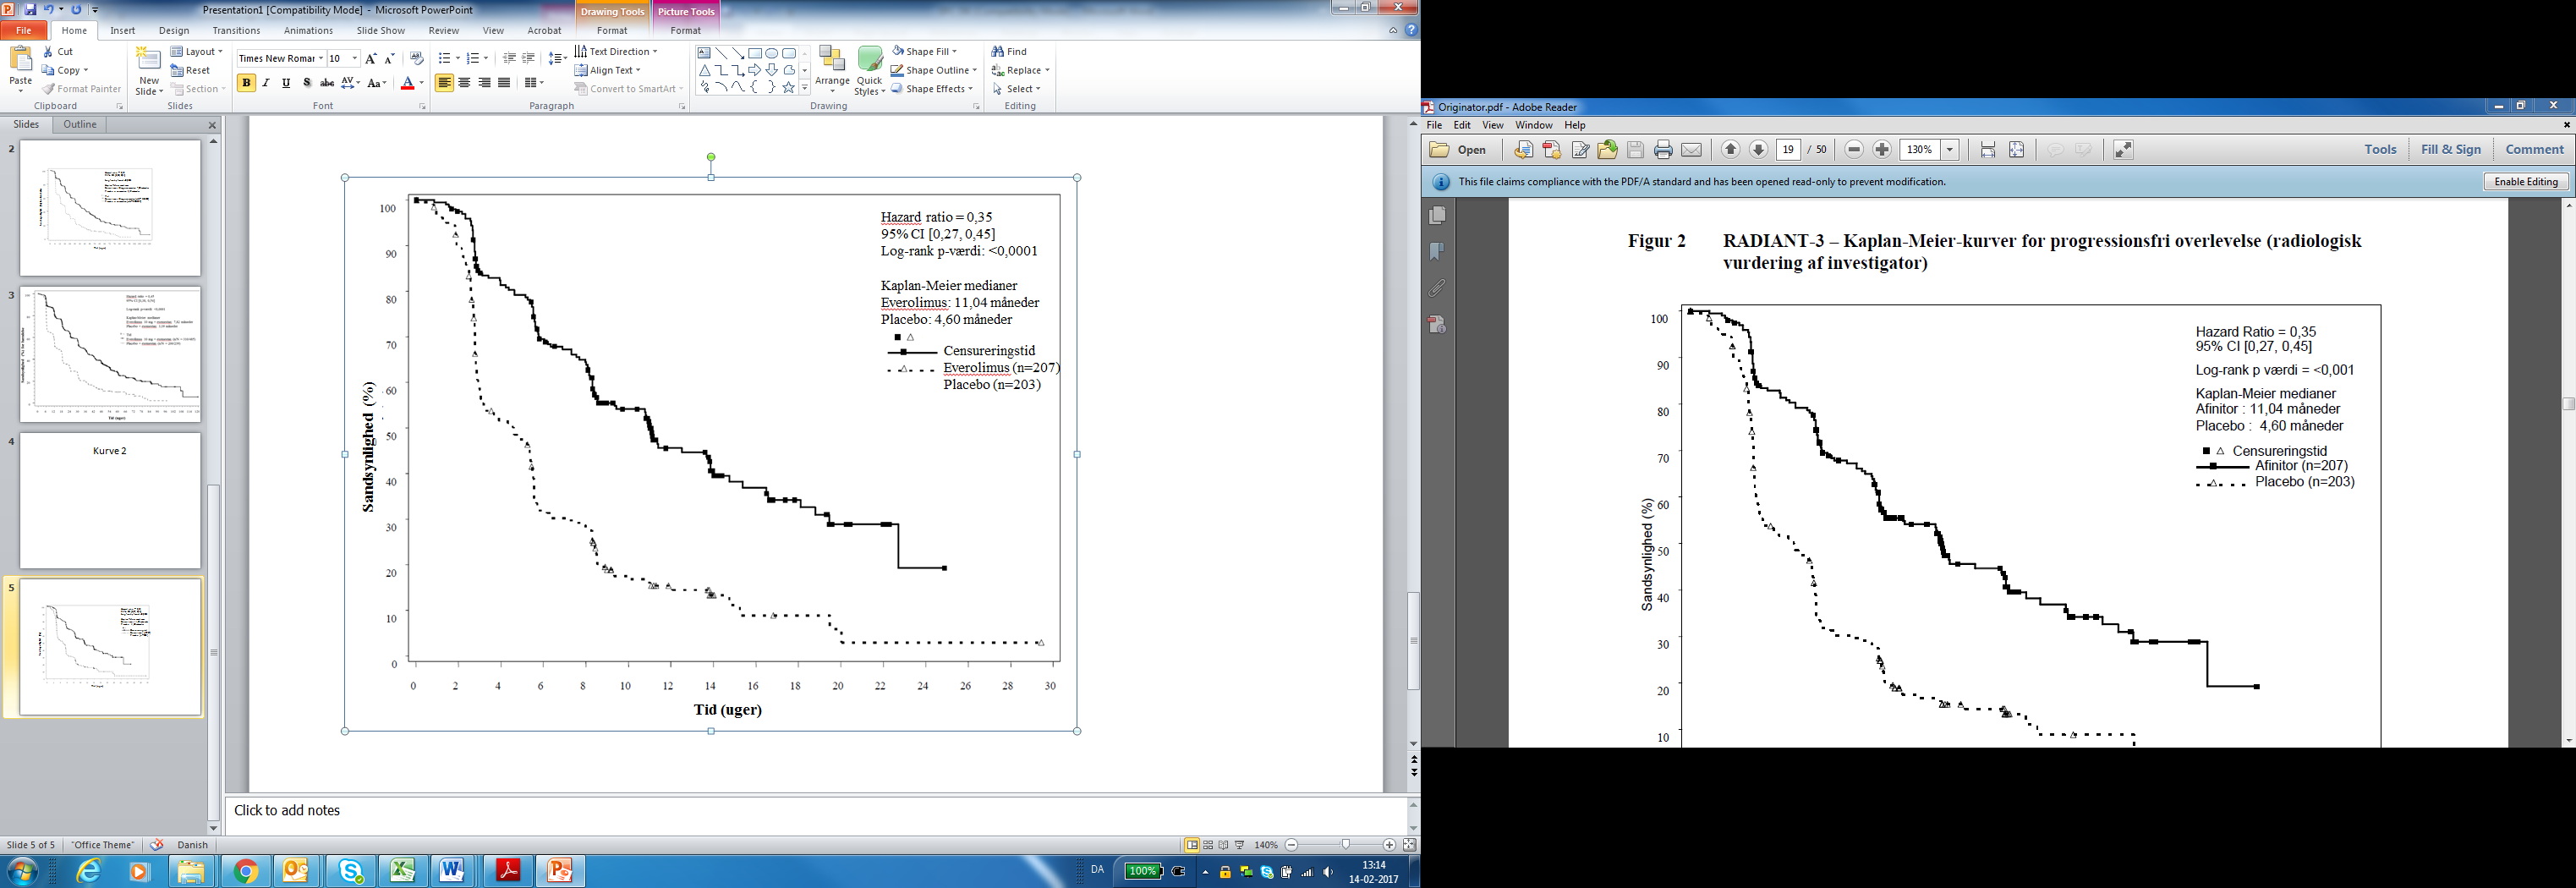 Presentation1 [Compatibility Mode] - Microsoft PowerPoint
Drawing Tools
Picture Tools
File
Home
Insert
Design
Transitions
Animations
Slide Show
Review
View
Acrobat
Format
Format
Paste
Cut
Copy
Format Painter
Clipboard
New
Slide
Layout
Reset
Section
Slides
Times New Romar
10
B I U S abc AV Aa A
Font
Text Direction
Align Text
Convert to SmartArt
Paragraph
Arrange
Quick
Styles
Shape Fill
Shape Outline
Shape Effects
Drawing
Find
Replace
Select
Editing
Slides
Outline
2
3
4
Kurve 2
5
Sandsynlighed (%)
100
90
80
70
60
50
40
30
20
10
0
0 2 4 6 8 10 12 14 16 18 20 22 24 26 28 30
Tid (uger)
Hazard ratio = 0,35
95% CI [0,27, 0,45]
Log-rank p-værdi: <0,0001
Kaplan-Meier medianer
Everolimus: 11,04 måneder
Placebo: 4,60 måneder
Censureringstid
Everolimus (n=207)
Placebo (n=203)
Click to add notes
Slide 5 of 5
"Office Theme"
Danish
140%
DA
100%
13:14
14-02-2017
Originator.pdf - Adobe Reader
File Edit View Window Help
Open
19 / 50
130%
Tools
Fill & Sign
Comment
This file claims compliance with the PDF/A standard and has been opened read-only to prevent modification.
Enable Editing
Figur 2 RADIANT-3 – Kaplan-Meier-kurver for progressionsfri overlevelse (radiologisk
vurdering af investigator)
Sandsynlighed (%)
100
90
80
70
60
50
40
30
20
10
Hazard Ratio = 0,35
95% CI [0,27, 0,45]
Log-rank p værdi = <0,001
Kaplan-Meier medianer
Afinitor : 11,04 måneder
Placebo : 4,60 måneder
Censureringstid
Afinitor (n=207)
Placebo (n=203)